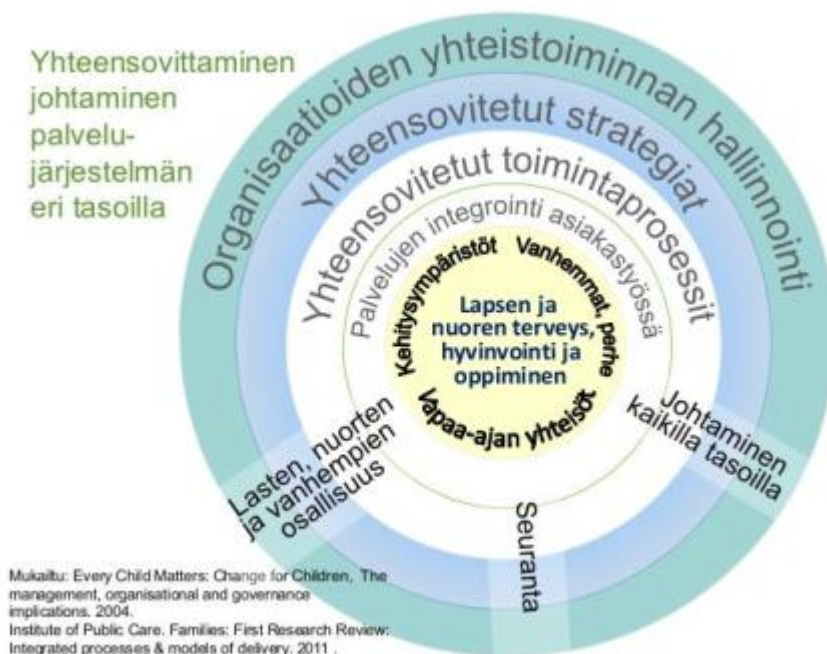 Yhteensovittaminen
johtaminen
palvelu-
järjestelmän
eri tasoilla
Organisaatioiden yhteistoiminnan hallinnointi
Yhteensovitetut strategiat
Yhteensovitetut toimintaprosessit
Palvelujen integrointi asiakastyössä
Kehitysympäristöt
Vanhemmat, perhe
Lapsen ja
nuoren terveys,
hyvinvointi ja
oppiminen
Vapaa-ajan yhteisöt
Lasten, nuorten
ja vanhempien
osallisuus
Seuranta
Johtaminen
kaikilla tasoilla
Mukailtu: Every Child Matters: Change for Children, The
management, organisational and governance
implications. 2004.
Institute of Public Care. Families: First Research Review:
Integrated processes & models of delivery. 2011 .